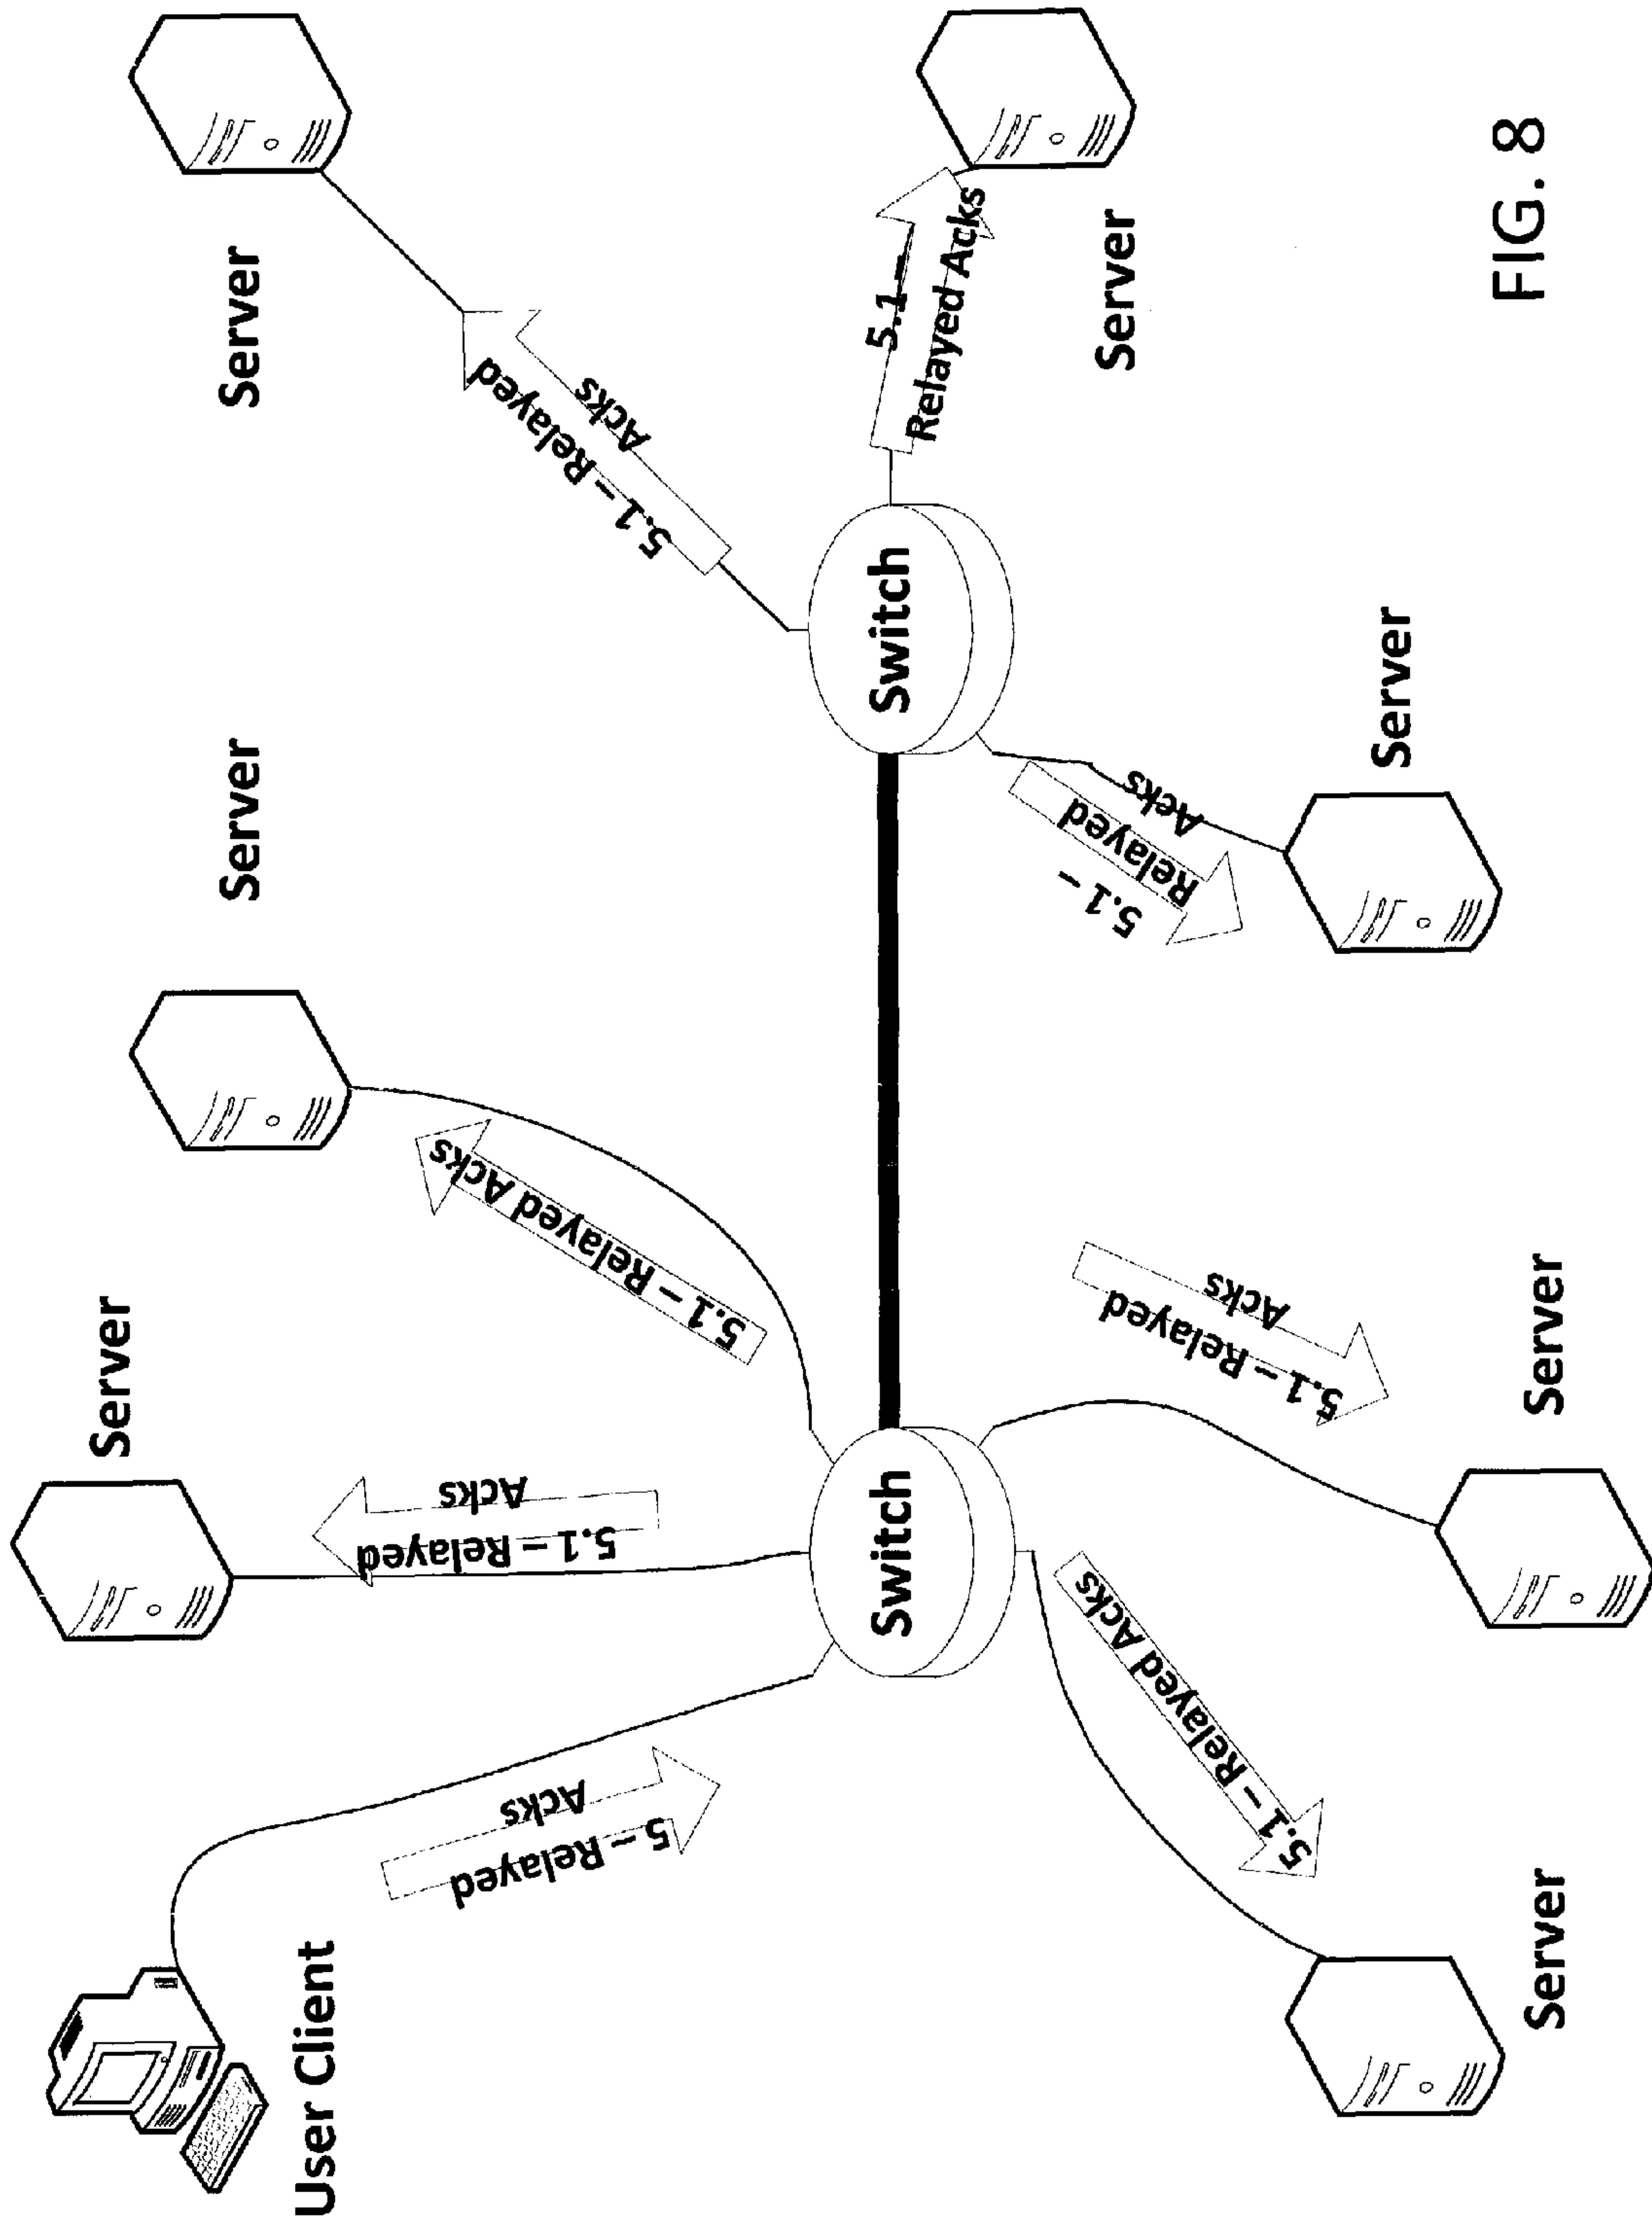 User Client
5 – Relayed
Acks
Server
5.1 – Relayed
Acks
Server
5.1 – Relayed Acks
Server
5.1 – Relayed
Acks
Switch
Switch
5.1 –
Relayed Acks
Server
5.1 – Relayed Acks
Server
5.1 – Relayed
Acks
Server
5.1 –
Relayed
Acks
Server
FIG. 8